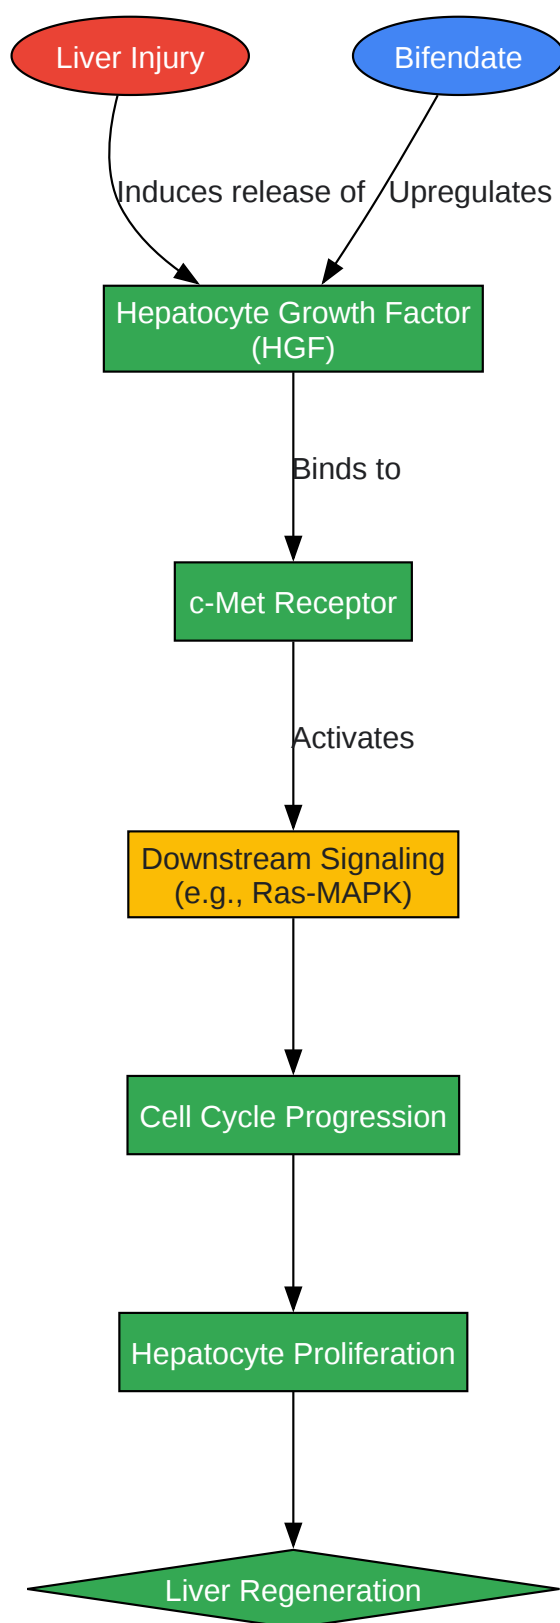 Liver Injury
Bifendate
Induces release of
Upregulates
Hepatocyte Growth Factor
(HGF)
Binds to
c-Met Receptor
Activates
Downstream Signaling
(e.g., Ras-MAPK)
Cell Cycle Progression
Hepatocyte Proliferation
Liver Regeneration